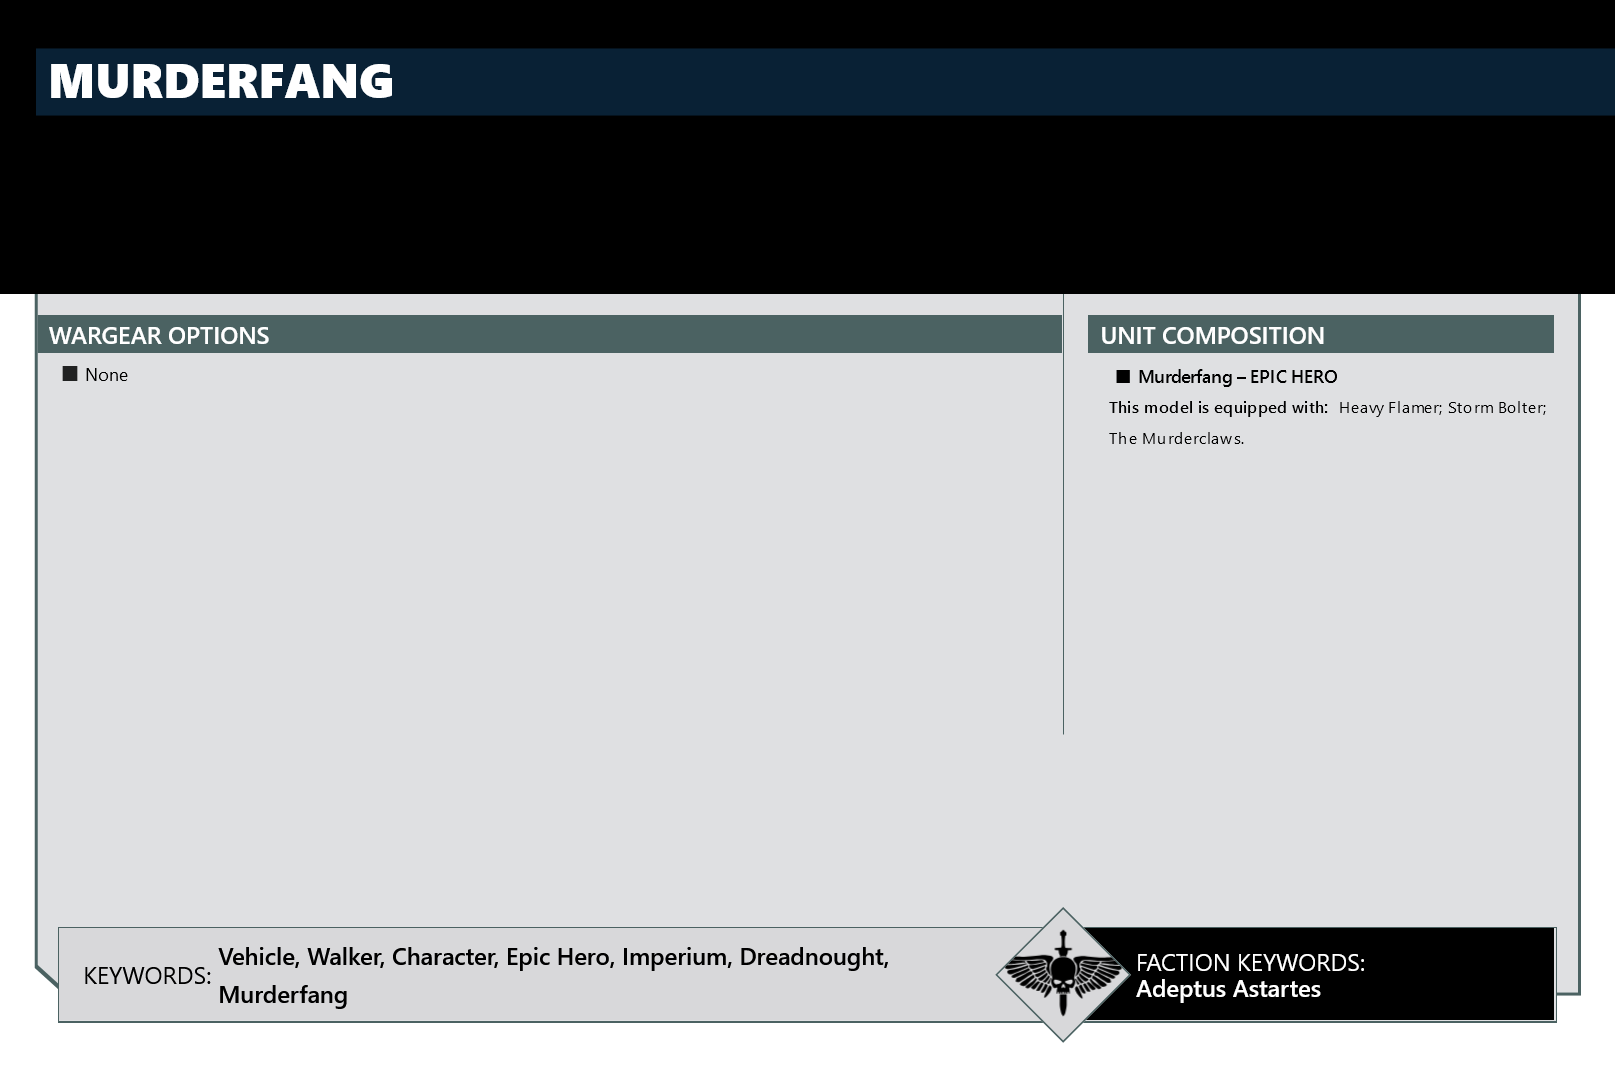 MURDERFANG
WARGEAR OPTIONS
■ None
UNIT COMPOSITION
■ Murderfang – EPIC HERO
This model is equipped with: Heavy Flamer; Storm Bolter;
The Murderclaws.
KEYWORDS: Vehicle, Walker, Character, Epic Hero, Imperium, Dreadnought,
Murderfang
FACTION KEYWORDS:
Adeptus Astartes